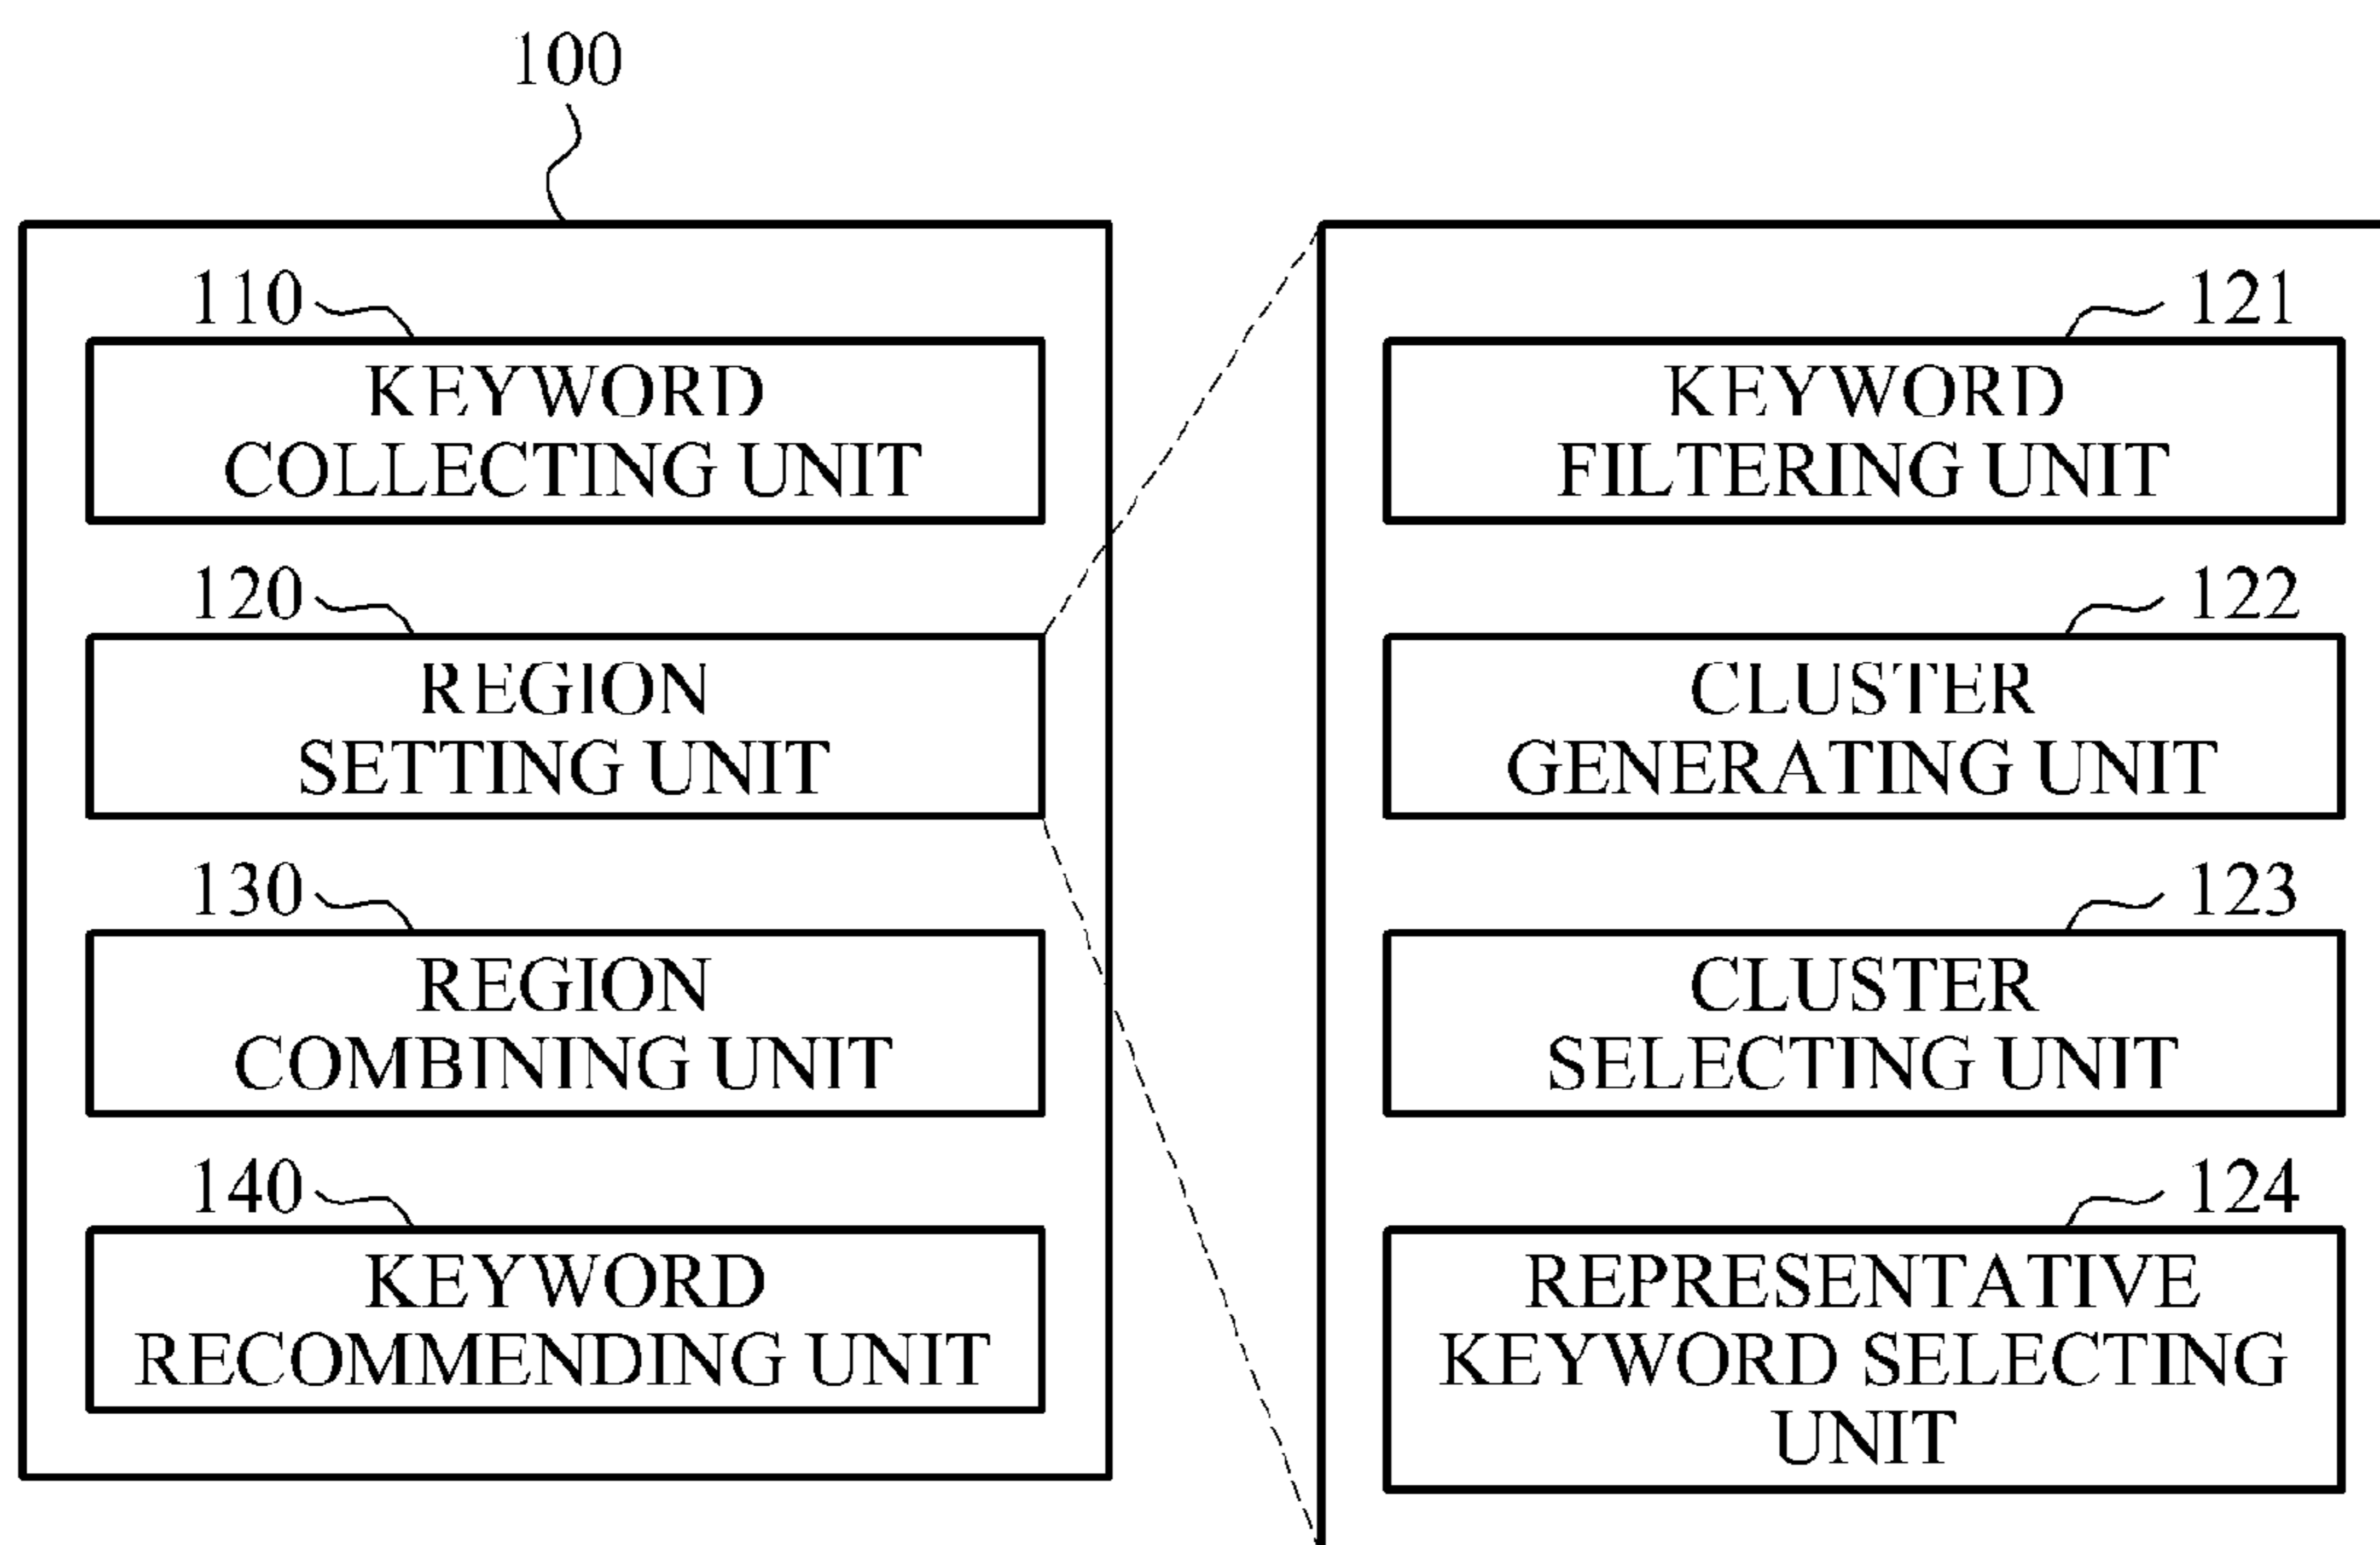 100
110
KEYWORD
COLLECTING UNIT
120
REGION
SETTING UNIT
130
REGION
COMBINING UNIT
140
KEYWORD
RECOMMENDING UNIT
121
KEYWORD
FILTERING UNIT
122
CLUSTER
GENERATING UNIT
123
CLUSTER
SELECTING UNIT
124
REPRESENTATIVE
KEYWORD SELECTING
UNIT